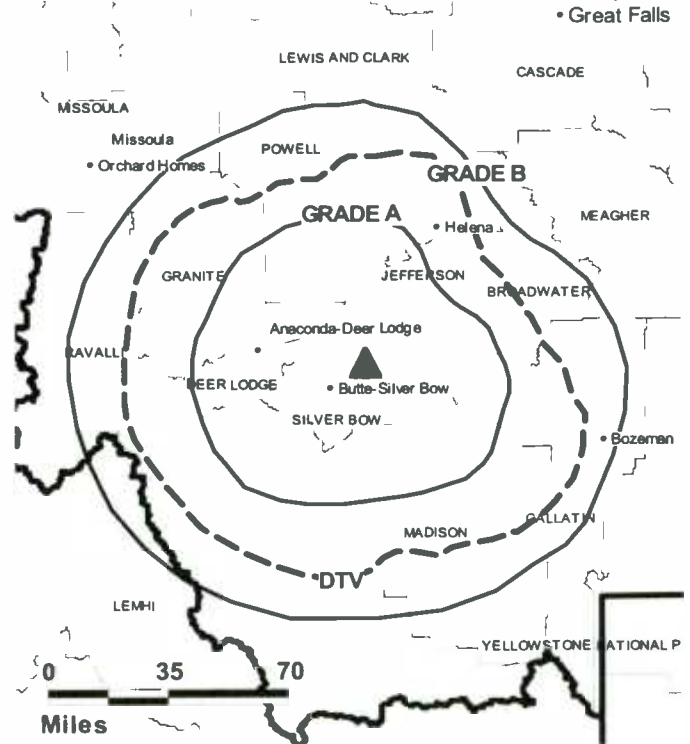 Great Falls
LEWIS AND CLARK
CASCADE
MISSOULA
Missoula
POWELL
Orchard Homes
GRADE B
GRADE A
MEAGHER
Helena
GRANITE
JEFFERSON
BROADWATER
Anaconda-Deer Lodge
RAVALLI
DEER LODGE
Butte-Silver Bow
SILVER BOW
Bozeman
GALLATIN
MADISON
DTV
LEMHI
YELLOWSTONE NATIONAL P
0 35 70
Miles